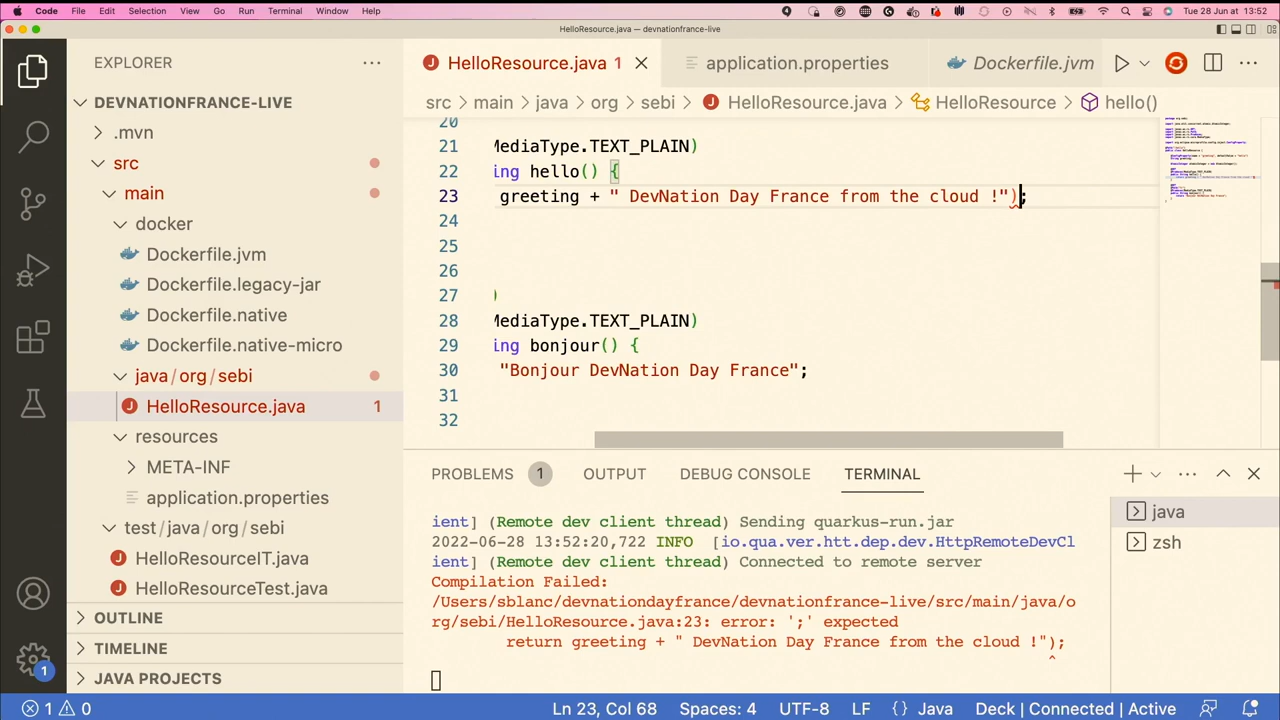 Code File Edit Selection View Go Run Terminal Window Help Tue 28 Jun at 13:52
HelloResource.java — devnationfrance-live
EXPLORER
DEVNATIONFRANCE-LIVE
.mvn
src
main
docker
Dockerfile.jvm
Dockerfile.legacy-jar
Dockerfile.native
Dockerfile.native-micro
java/org/sebi
HelloResource.java 1
resources
META-INF
application.properties
test/java/org/sebi
HelloResourceIT.java
HelloResourceTest.java
OUTLINE
TIMELINE
JAVA PROJECTS
HelloResource.java 1 application.properties Dockerfile.jvm
src > main > java > org > sebi > HelloResource.java > HelloResource > hello()
20
21 MediaType.TEXT_PLAIN)
22 ing hello() {
23 greeting + " DevNation Day France from the cloud !");
24
25
26
27 )
28 MediaType.TEXT_PLAIN)
29 ing bonjour() {
30 "Bonjour DevNation Day France";
31
32
PROBLEMS 1 OUTPUT DEBUG CONSOLE TERMINAL
ient] (Remote dev client thread) Sending quarkus-run.jar
2022-06-28 13:52:20,722 INFO [io.qua.ver.htt.dep.dev.HttpRemoteDevCl
ient] (Remote dev client thread) Connected to remote server
Compilation Failed:
/Users/sblanc/devnationdayfrance/devnationfrance-live/src/main/java/o
rg/sebi/HelloResource.java:23: error: ';' expected
return greeting + " DevNation Day France from the cloud !");
^
java
zsh
1
1 0 Ln 23, Col 68 Spaces: 4 UTF-8 LF {} Java Deck | Connected | Active